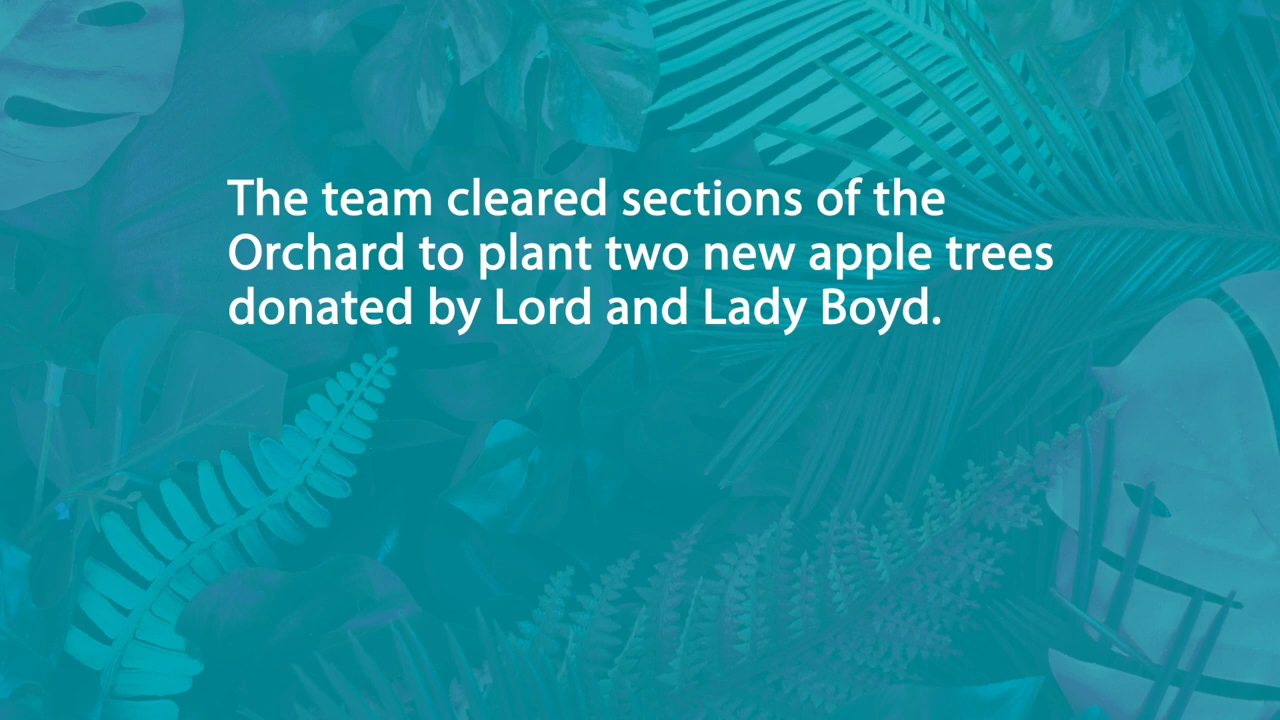 The team cleared sections of the
Orchard to plant two new apple trees
donated by Lord and Lady Boyd.